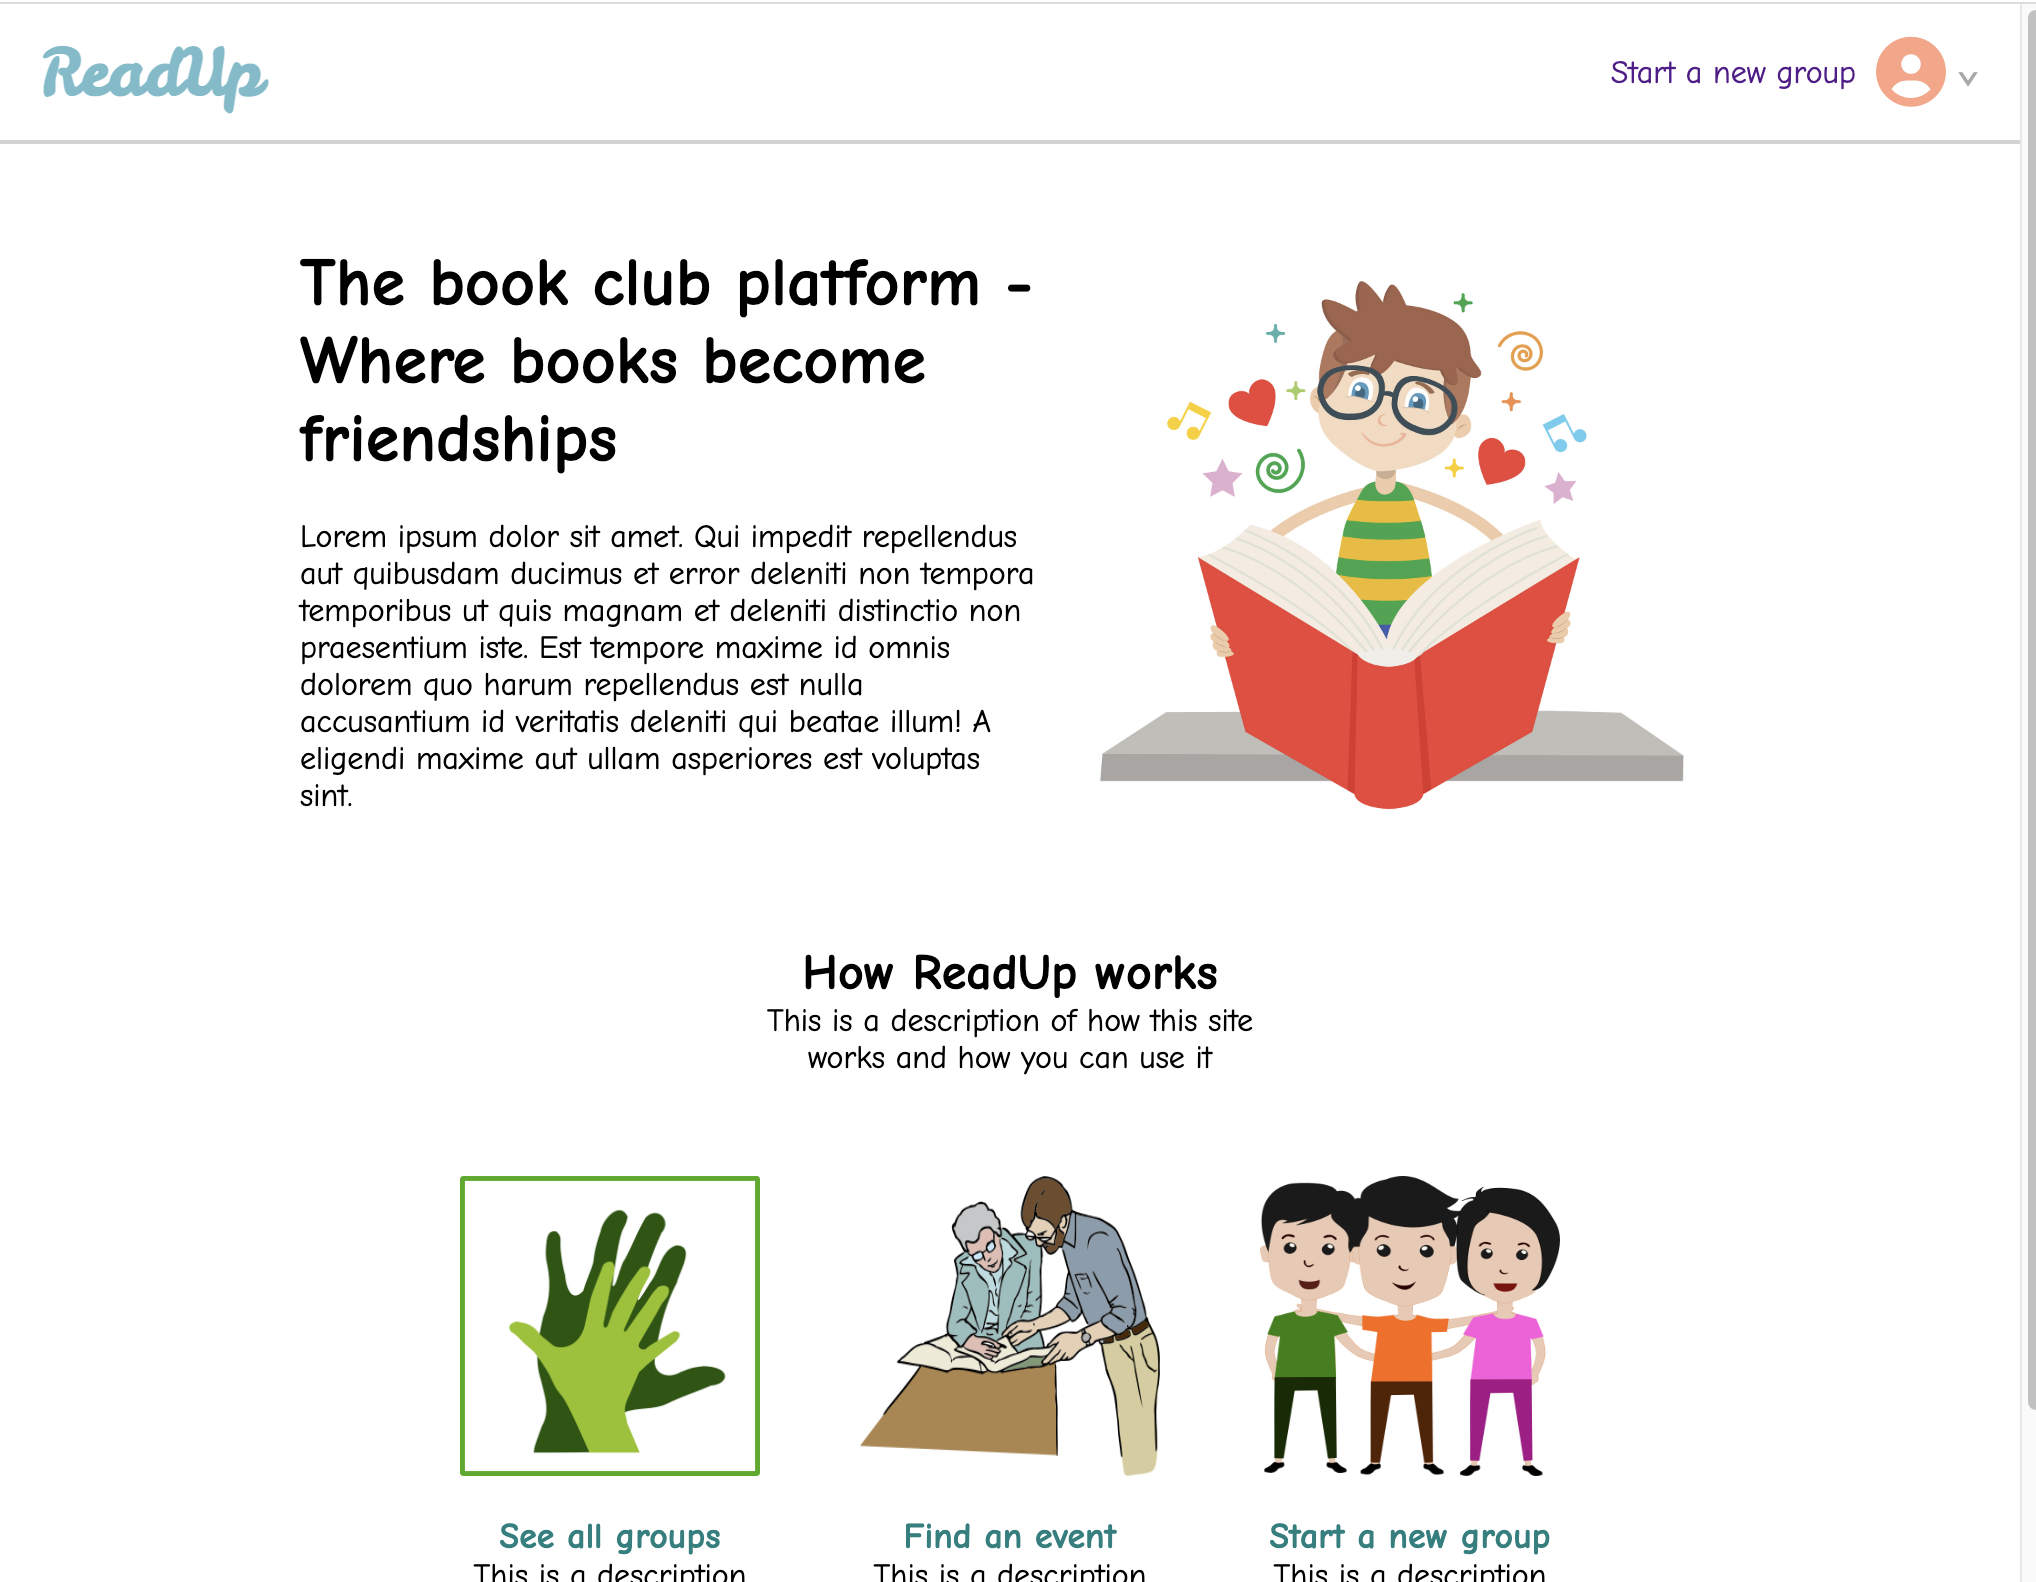 ReadUp
Start a new group
The book club platform -
Where books become
friendships
Lorem ipsum dolor sit amet. Qui impedit repellendus
aut quibusdam ducimus et error deleniti non tempora
temporibus ut quis magnam et deleniti distinctio non
praesentium iste. Est tempore maxime id omnis
dolorem quo harum repellendus est nulla
accusantium id veritatis deleniti qui beatae illum! A
eligendi maxime aut ullam asperiores est voluptas
sint.
How ReadUp works
This is a description of how this site
works and how you can use it
See all groups
This is a description
Find an event
This is a description
Start a new group
This is a description